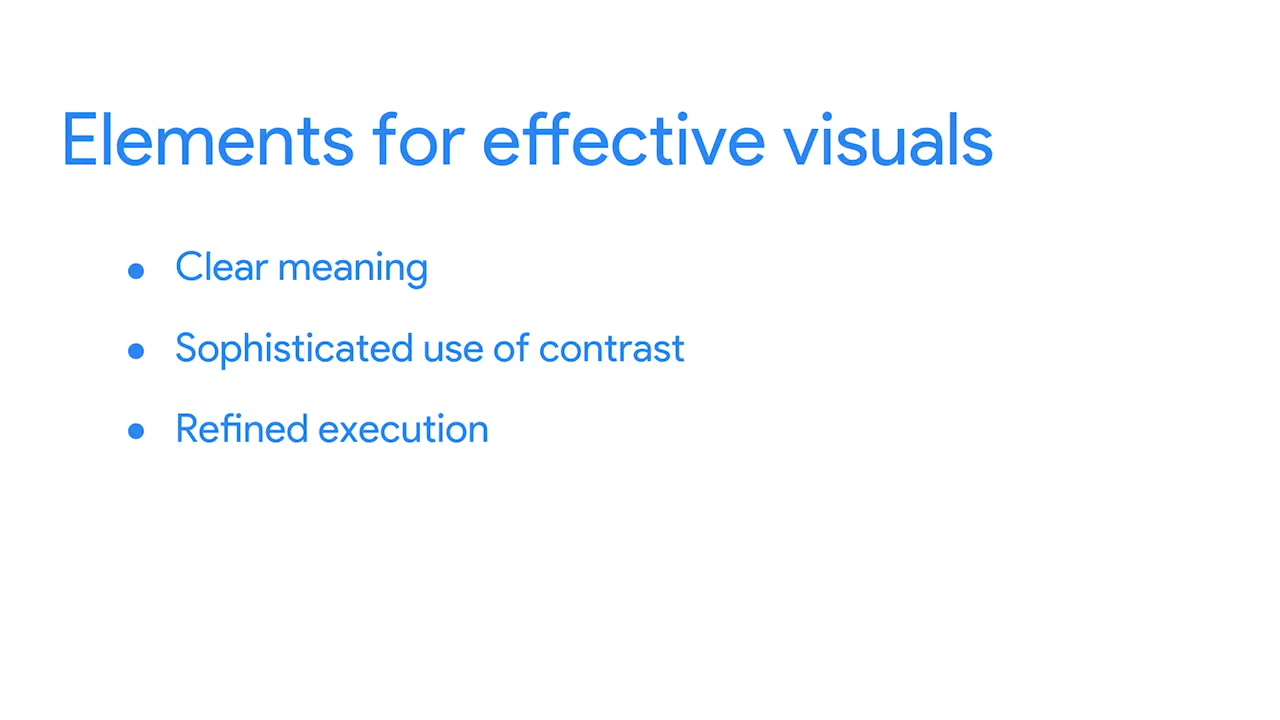 Elements for effective visuals
● Clear meaning
● Sophisticated use of contrast
● Refined execution